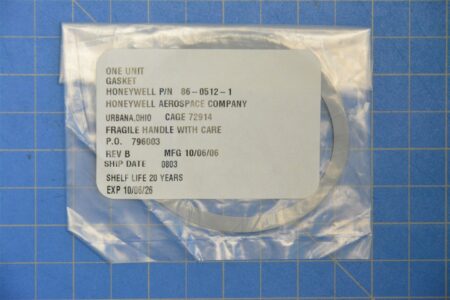 ONE UNIT
GASKET
HONEYWELL P/N 86-0512-1
HONEYWELL AEROSPACE COMPANY
URBANA,OHIO CAGE 72914
FRAGILE HANDLE WITH CARE
P.O. 796003
REV B MFG 10/06/06
SHIP DATE 0803
SHELF LIFE 20 YEARS
EXP 10/06/26